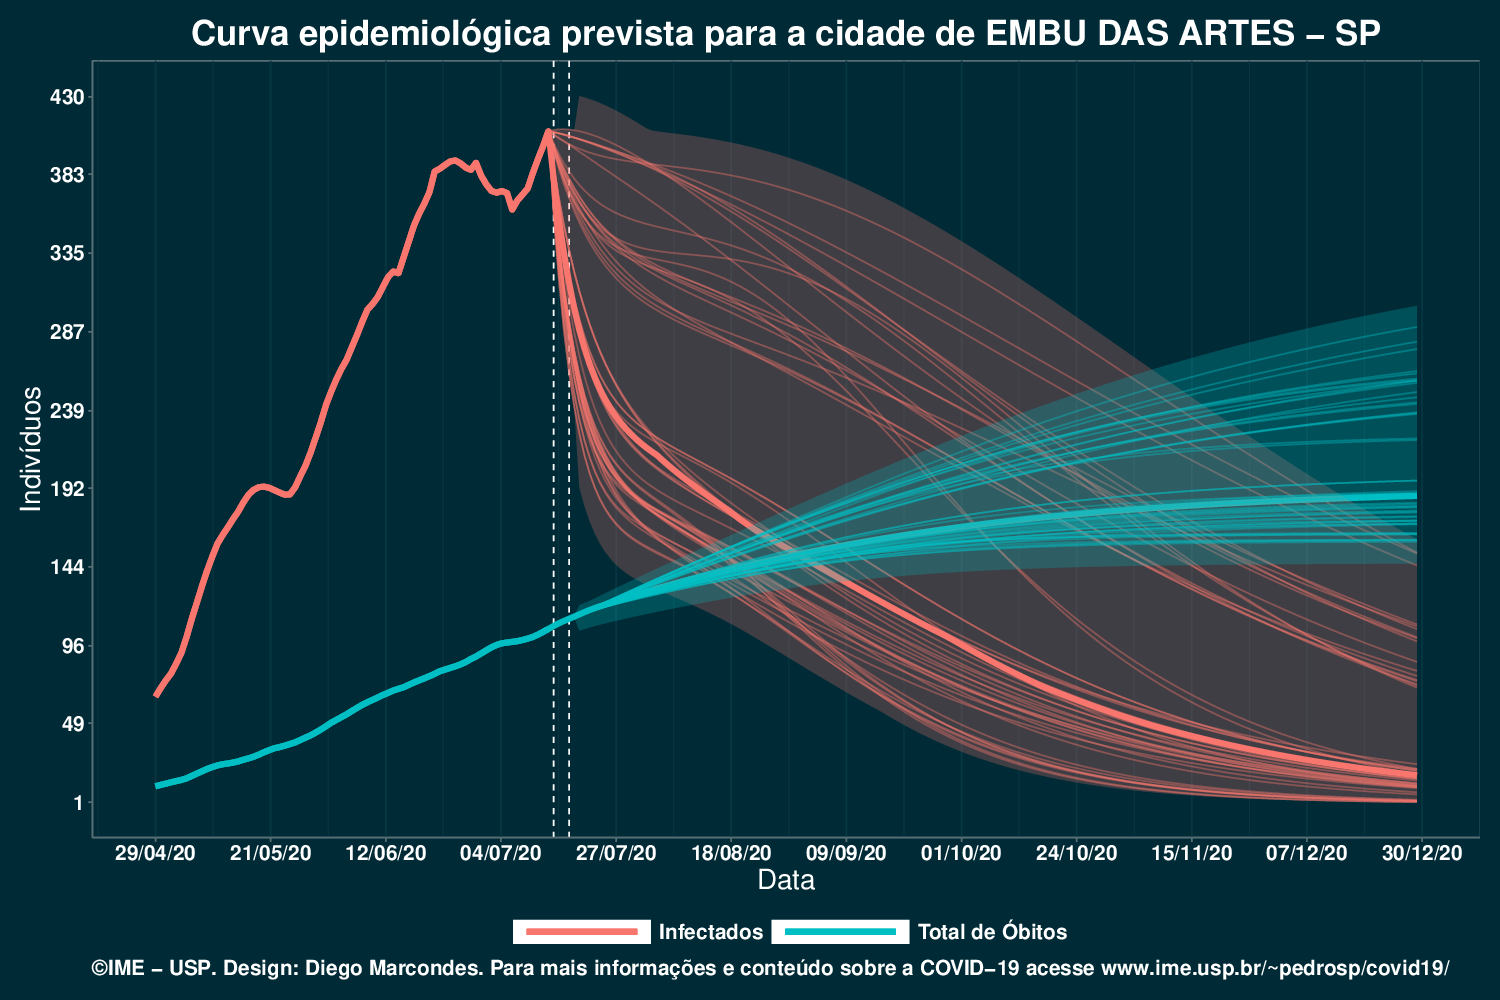 Curva epidemiológica prevista para a cidade de EMBU DAS ARTES – SP
Indivíduos
430
383
335
287
239
192
144
96
49
1
29/04/20 21/05/20 12/06/20 04/07/20 27/07/20 18/08/20 09/09/20 01/10/20 24/10/20 15/11/20 07/12/20 30/12/20
Data
Infectados Total de Óbitos
©IME – USP. Design: Diego Marcondes. Para mais informações e conteúdo sobre a COVID–19 acesse www.ime.usp.br/~pedrosp/covid19/